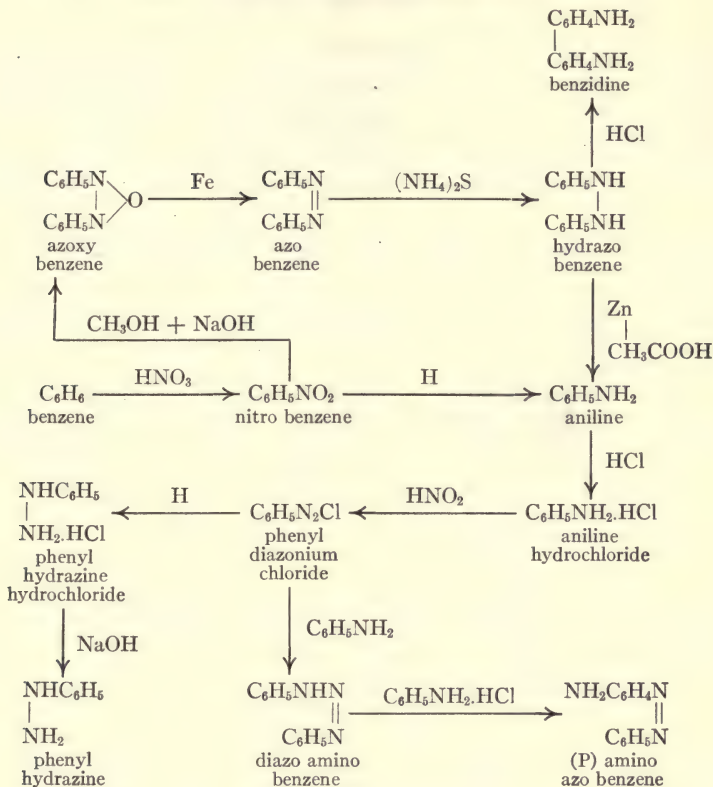 C₆H₄NH₂
C₆H₄NH₂
benzidine
HCl
C₆H₅N
O
C₆H₅N
azoxy
benzene
Fe
C₆H₅N
C₆H₅N
azo
benzene
(NH₄)₂S
C₆H₅NH
C₆H₅NH
hydrazo
benzene
CH₃OH + NaOH
Zn
CH₃COOH
C₆H₆
benzene
HNO₃
C₆H₅NO₂
nitro benzene
H
C₆H₅NH₂
aniline
HCl
NHC₆H₅
NH₂.HCl
phenyl
hydrazine
hydrochloride
H
C₆H₅N₂Cl
phenyl
diazonium
chloride
HNO₂
C₆H₅NH₂.HCl
aniline
hydrochloride
NaOH
C₆H₅NH₂
NHC₆H₅
NH₂
phenyl
hydrazine
C₆H₅NHN
C₆H₅N
diazo amino
benzene
C₆H₅NH₂.HCl
NH₂C₆H₄N
C₆H₅N
(P) amino
azo benzene